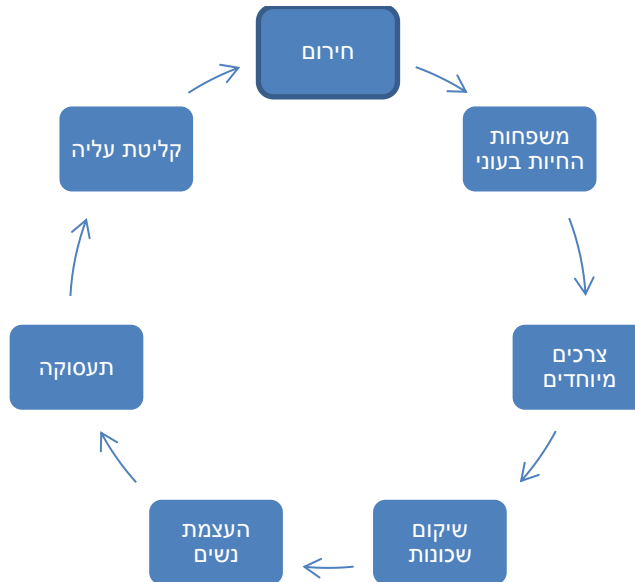 חירום
משפחות
החיות בעוני
צרכים
מיוחדים
שיקום
שכונות
העצמת
נשים
תעסוקה
קליטת עליה